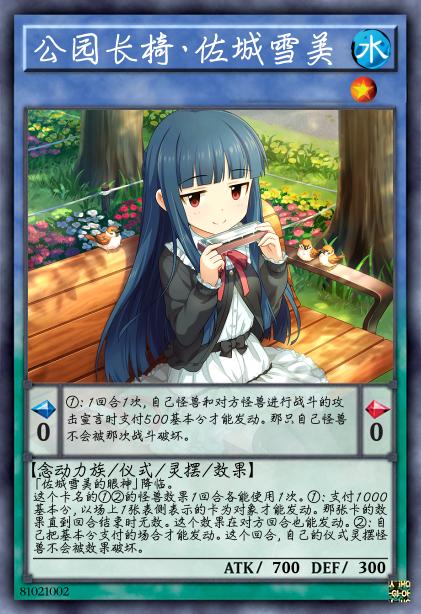 公园长椅·佐城雪美
水
①:1回合1次,自己怪兽和对方怪兽进行战斗的攻
击宣言时支付500基本分才能发动。那只自己怪兽
不会被那次战斗破坏。
0
0
【念动力族/仪式/灵摆/效果】
「佐城雪美的眼神」降临。
这个卡名的①②的怪兽效果1回合各能使用1次。①:支付1000
基本分,以场上1张表侧表示的卡为对象才能发动。那张卡的效
果直到回合结束时无效。这个效果在对方回合也能发动。②:自
己把基本分支付的场合才能发动。这个回合,自己的仪式灵摆怪
兽不会被效果破坏。
ATK/ 700 DEF/ 300
81021002